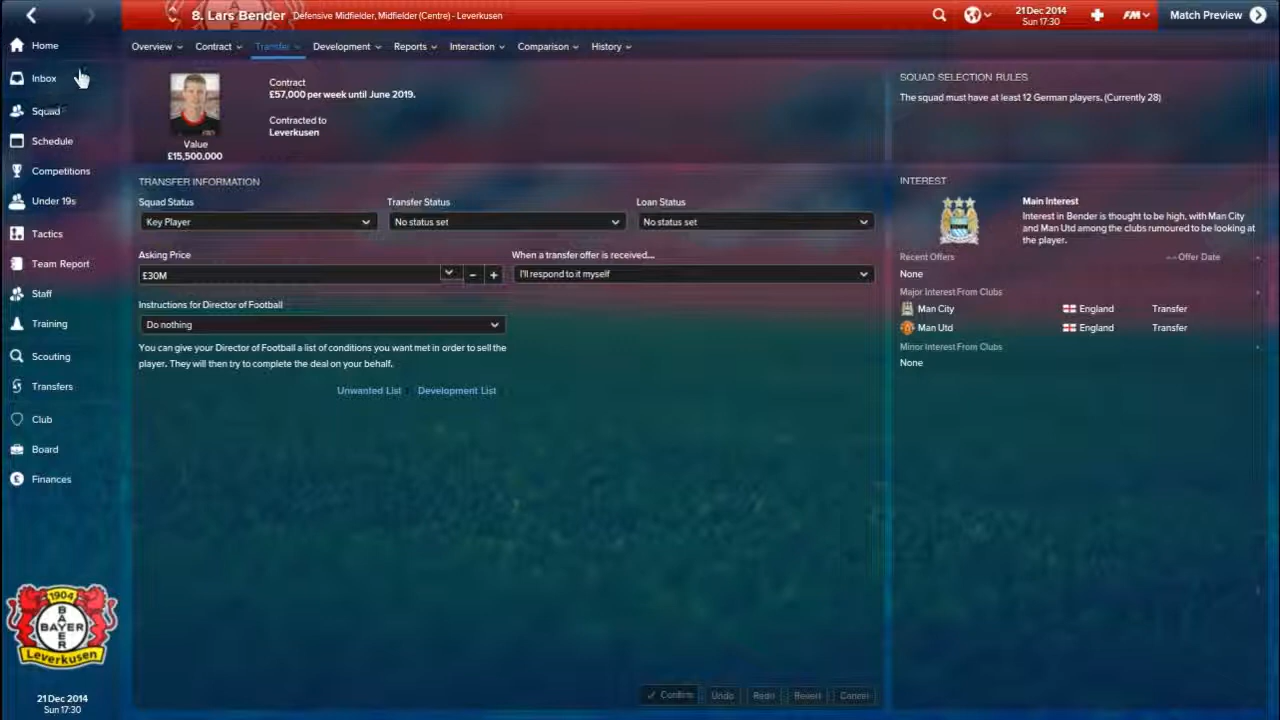 8. Lars Bender
Defensive Midfielder, Midfielder (Centre) - Leverkusen
21 Dec 2014
Sun 17:30
FM
Match Preview
Home
Inbox
Squad
Schedule
Competitions
Under 19s
Tactics
Team Report
Staff
Training
Scouting
Transfers
Club
Board
Finances
1904
BAYER
BAYER
Leverkusen
21 Dec 2014
Sun 17:30
Overview
Contract
Transfer
Development
Reports
Interaction
Comparison
History
Value
£15,500,000
Contract
£57,000 per week until June 2019.
Contracted to
Leverkusen
SQUAD SELECTION RULES
The squad must have at least 12 German players. (Currently 28)
TRANSFER INFORMATION
Squad Status
Key Player
Transfer Status
No status set
Loan Status
No status set
Asking Price
£30M
- +
When a transfer offer is received...
I'll respond to it myself
Instructions for Director of Football
Do nothing
You can give your Director of Football a list of conditions you want met in order to sell the
player. They will then try to complete the deal on your behalf.
Unwanted List
Development List
Confirm
Undo
Redo
Revert
Cancel
INTEREST
Main Interest
Interest in Bender is thought to be high, with Man City
and Man Utd among the clubs rumoured to be looking at
the player.
Recent Offers
-- Offer Date
None
Major Interest From Clubs
Man City England Transfer
Man Utd England Transfer
Minor Interest From Clubs
None